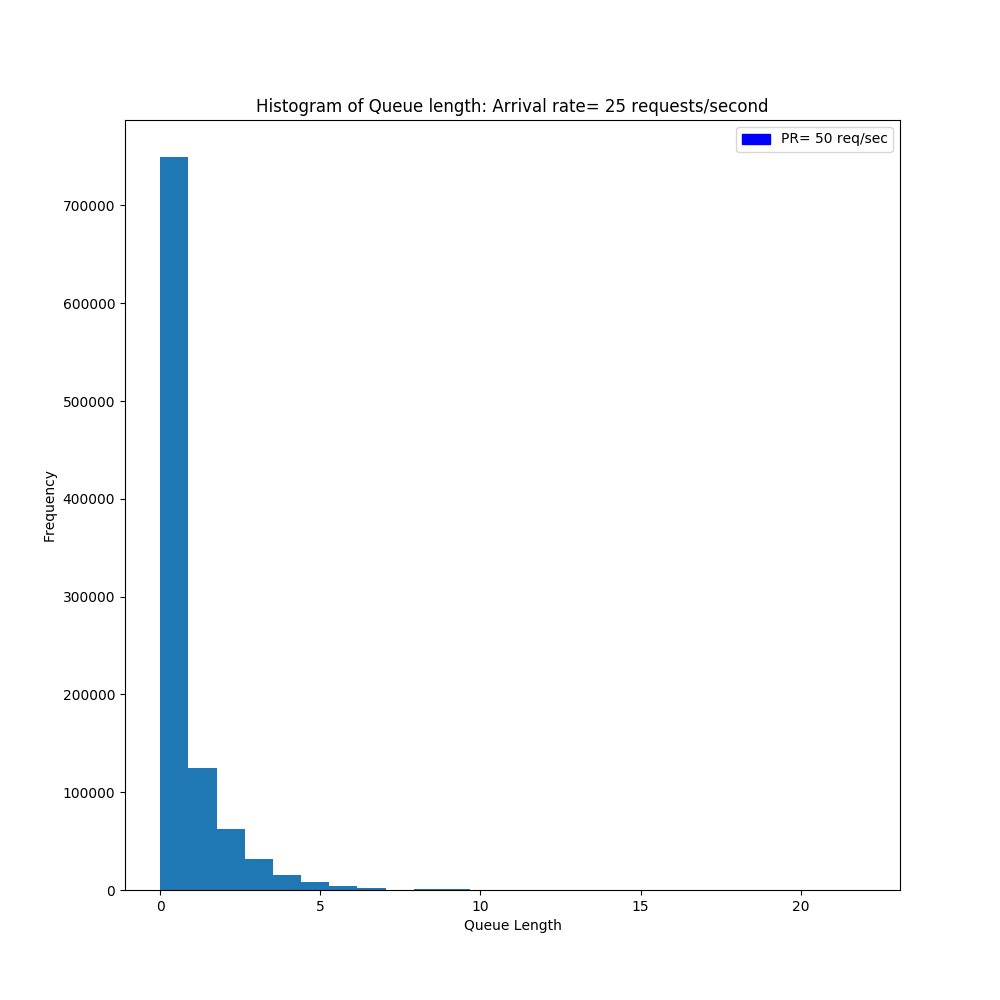 Histogram of Queue length: Arrival rate= 25 requests/second
PR= 50 req/sec
700000
600000
500000
400000
300000
200000
100000
0
Frequency
0 5 10 15 20
Queue Length